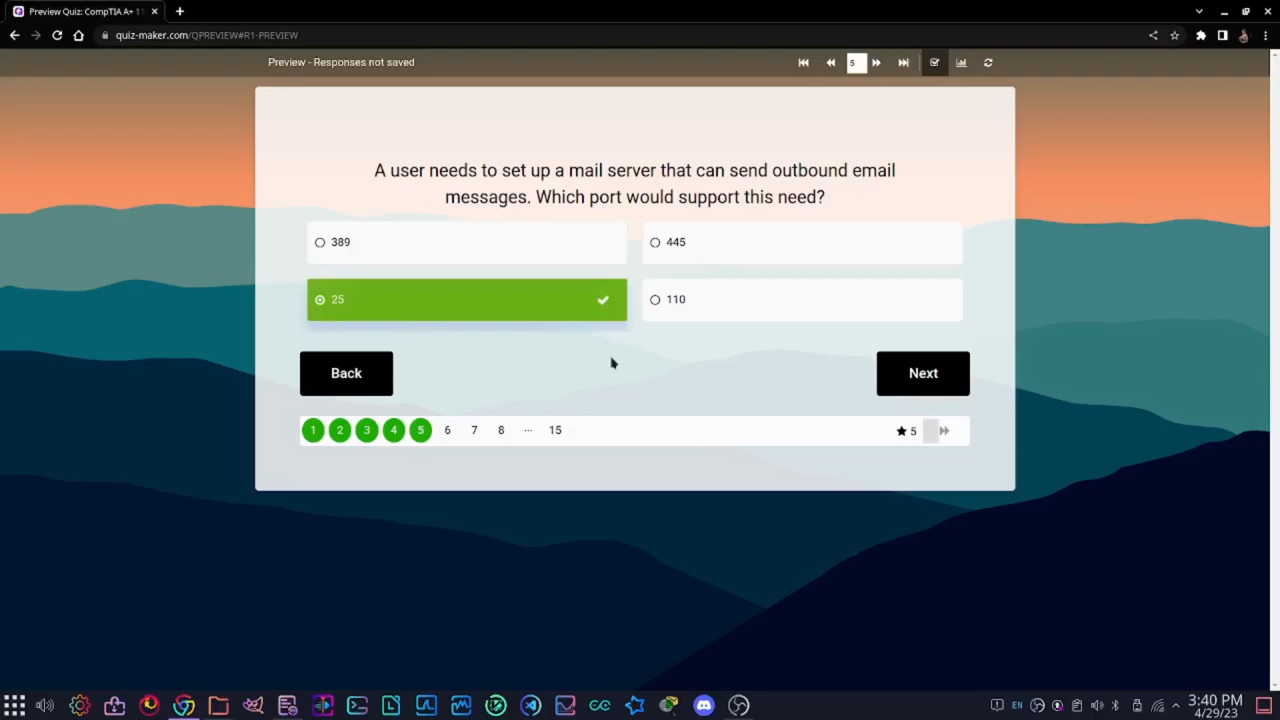 Preview Quiz: CompTIA A+ 11
quiz-maker.com/QPREVIEW#R1-PREVIEW
Preview - Responses not saved
5
A user needs to set up a mail server that can send outbound email
messages. Which port would support this need?
389
445
25
110
Back
Next
1 2 3 4 5 6 7 8 ... 15
5
EN
3:40 PM
4/29/23